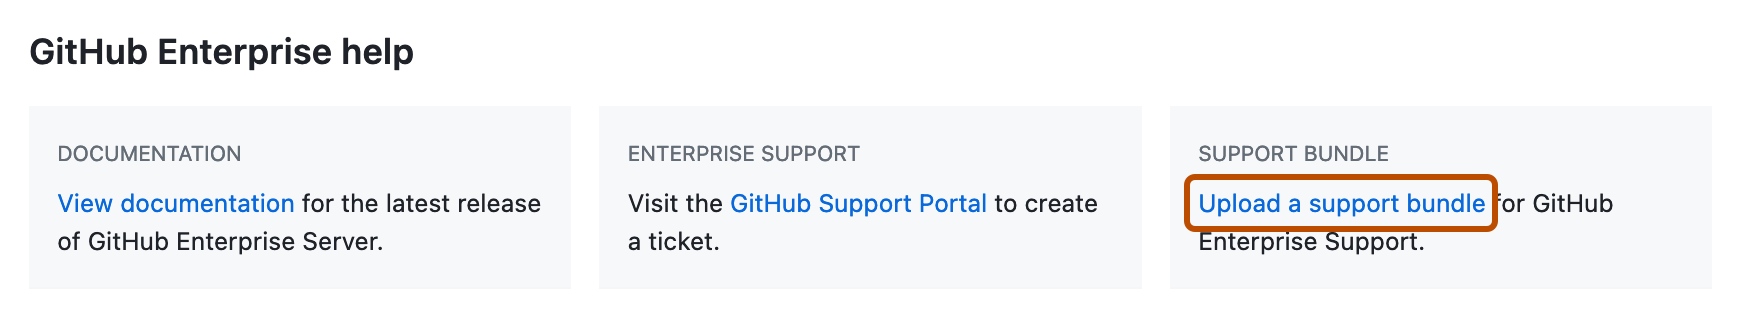 GitHub Enterprise help
DOCUMENTATION
View documentation for the latest release
of GitHub Enterprise Server.
ENTERPRISE SUPPORT
Visit the GitHub Support Portal to create
a ticket.
SUPPORT BUNDLE
Upload a support bundle for GitHub
Enterprise Support.